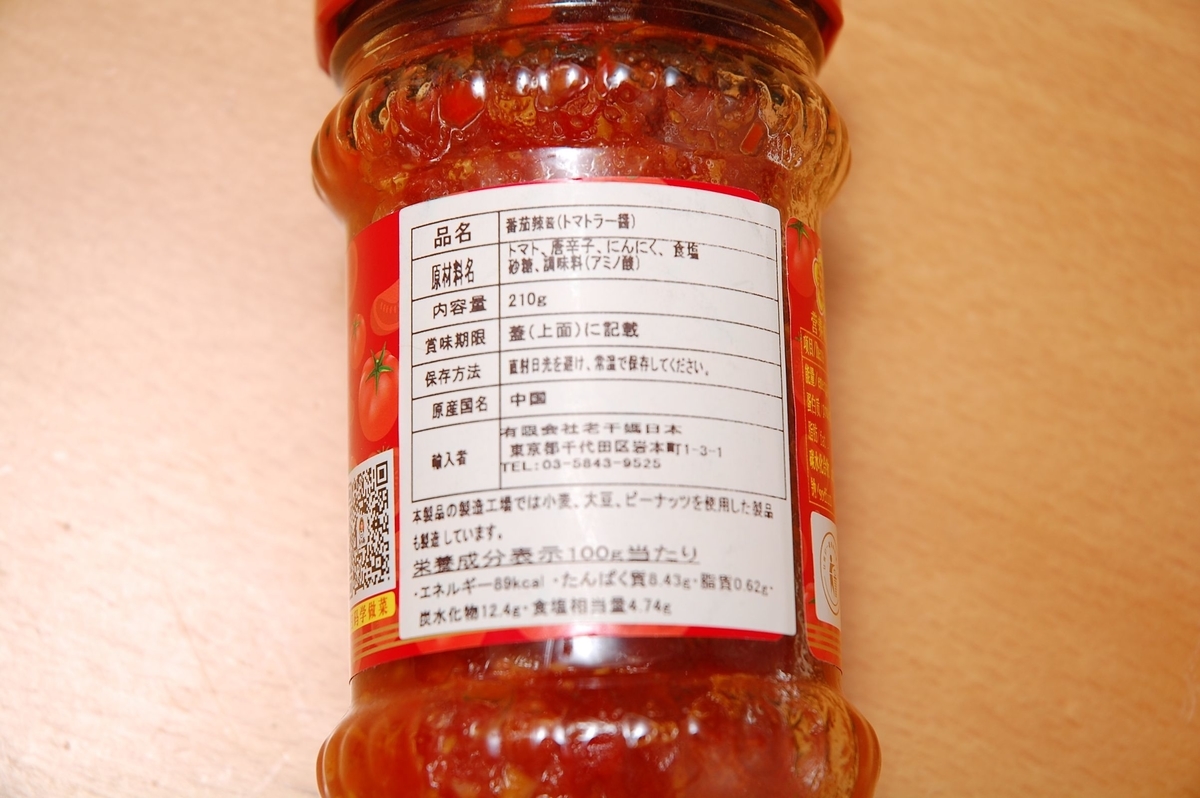 品名 番茄辣醤(トマトラー醤)
原材料名 トマト、唐辛子、にんにく、食塩
砂糖、調味料(アミノ酸)
内容量 210g
賞味期限 蓋(上面)に記載
保存方法 直射日光を避け、常温で保存してください。
原産国名 中国
輸入者 有限会社老干媽日本
東京都千代田区岩本町1-3-1
TEL:03-5843-9525
本製品の製造工場では小麦、大豆、ピーナッツを使用した製品
も製造しています。
栄養成分表示100g当たり
・エネルギー89kcal ・たんぱく質8.43g・脂質0.62g・
炭水化物12.4g・食塩相当量4.74g
学做菜